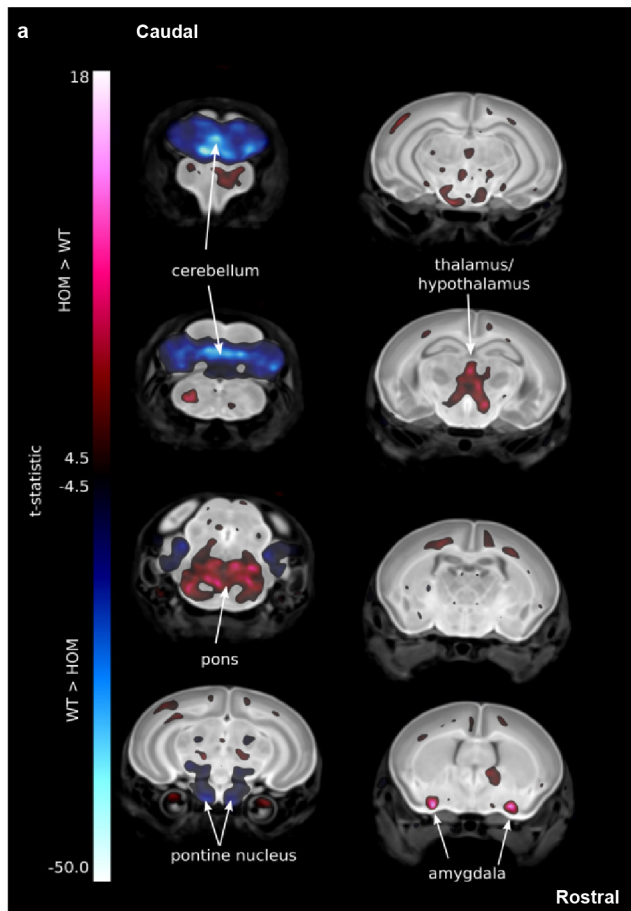 a
Caudal
18
HOM > WT
4.5
-4.5
t-statistic
WT > HOM
-50.0
cerebellum
pons
pontine nucleus
thalamus/
hypothalamus
amygdala
Rostral